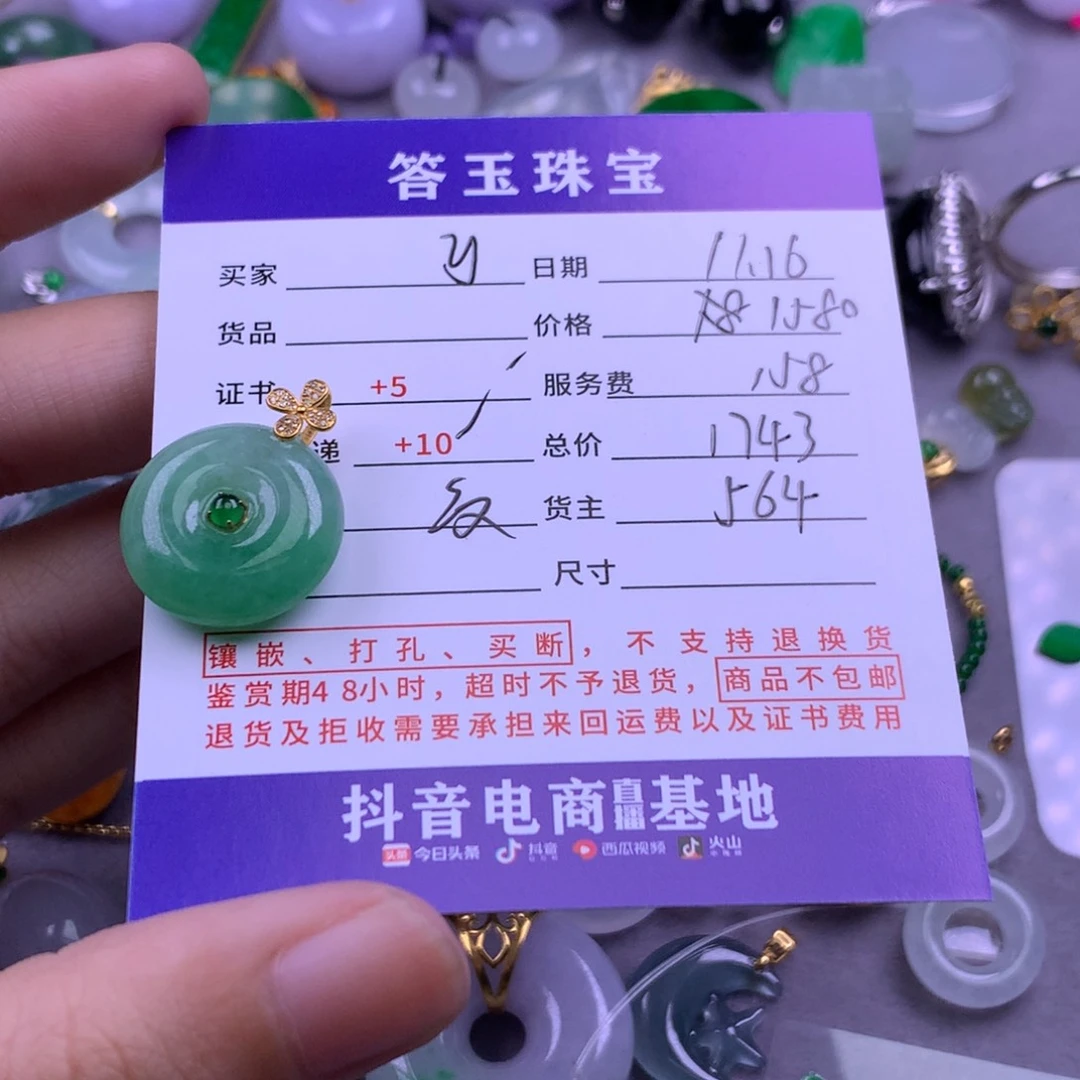 答玉珠宝
买家 日期 11.16
货品 价格 1580
证书 +5 服务费 158
递 +10 总价 1743
货主 564
尺寸
镶嵌、打孔、买断，不支持退换货
鉴赏期48小时，超时不予退货，商品不包邮
退货及拒收需要承担来回运费以及证书费用
抖音电商直播基地
头条 今日头条 抖音 西瓜视频 火山